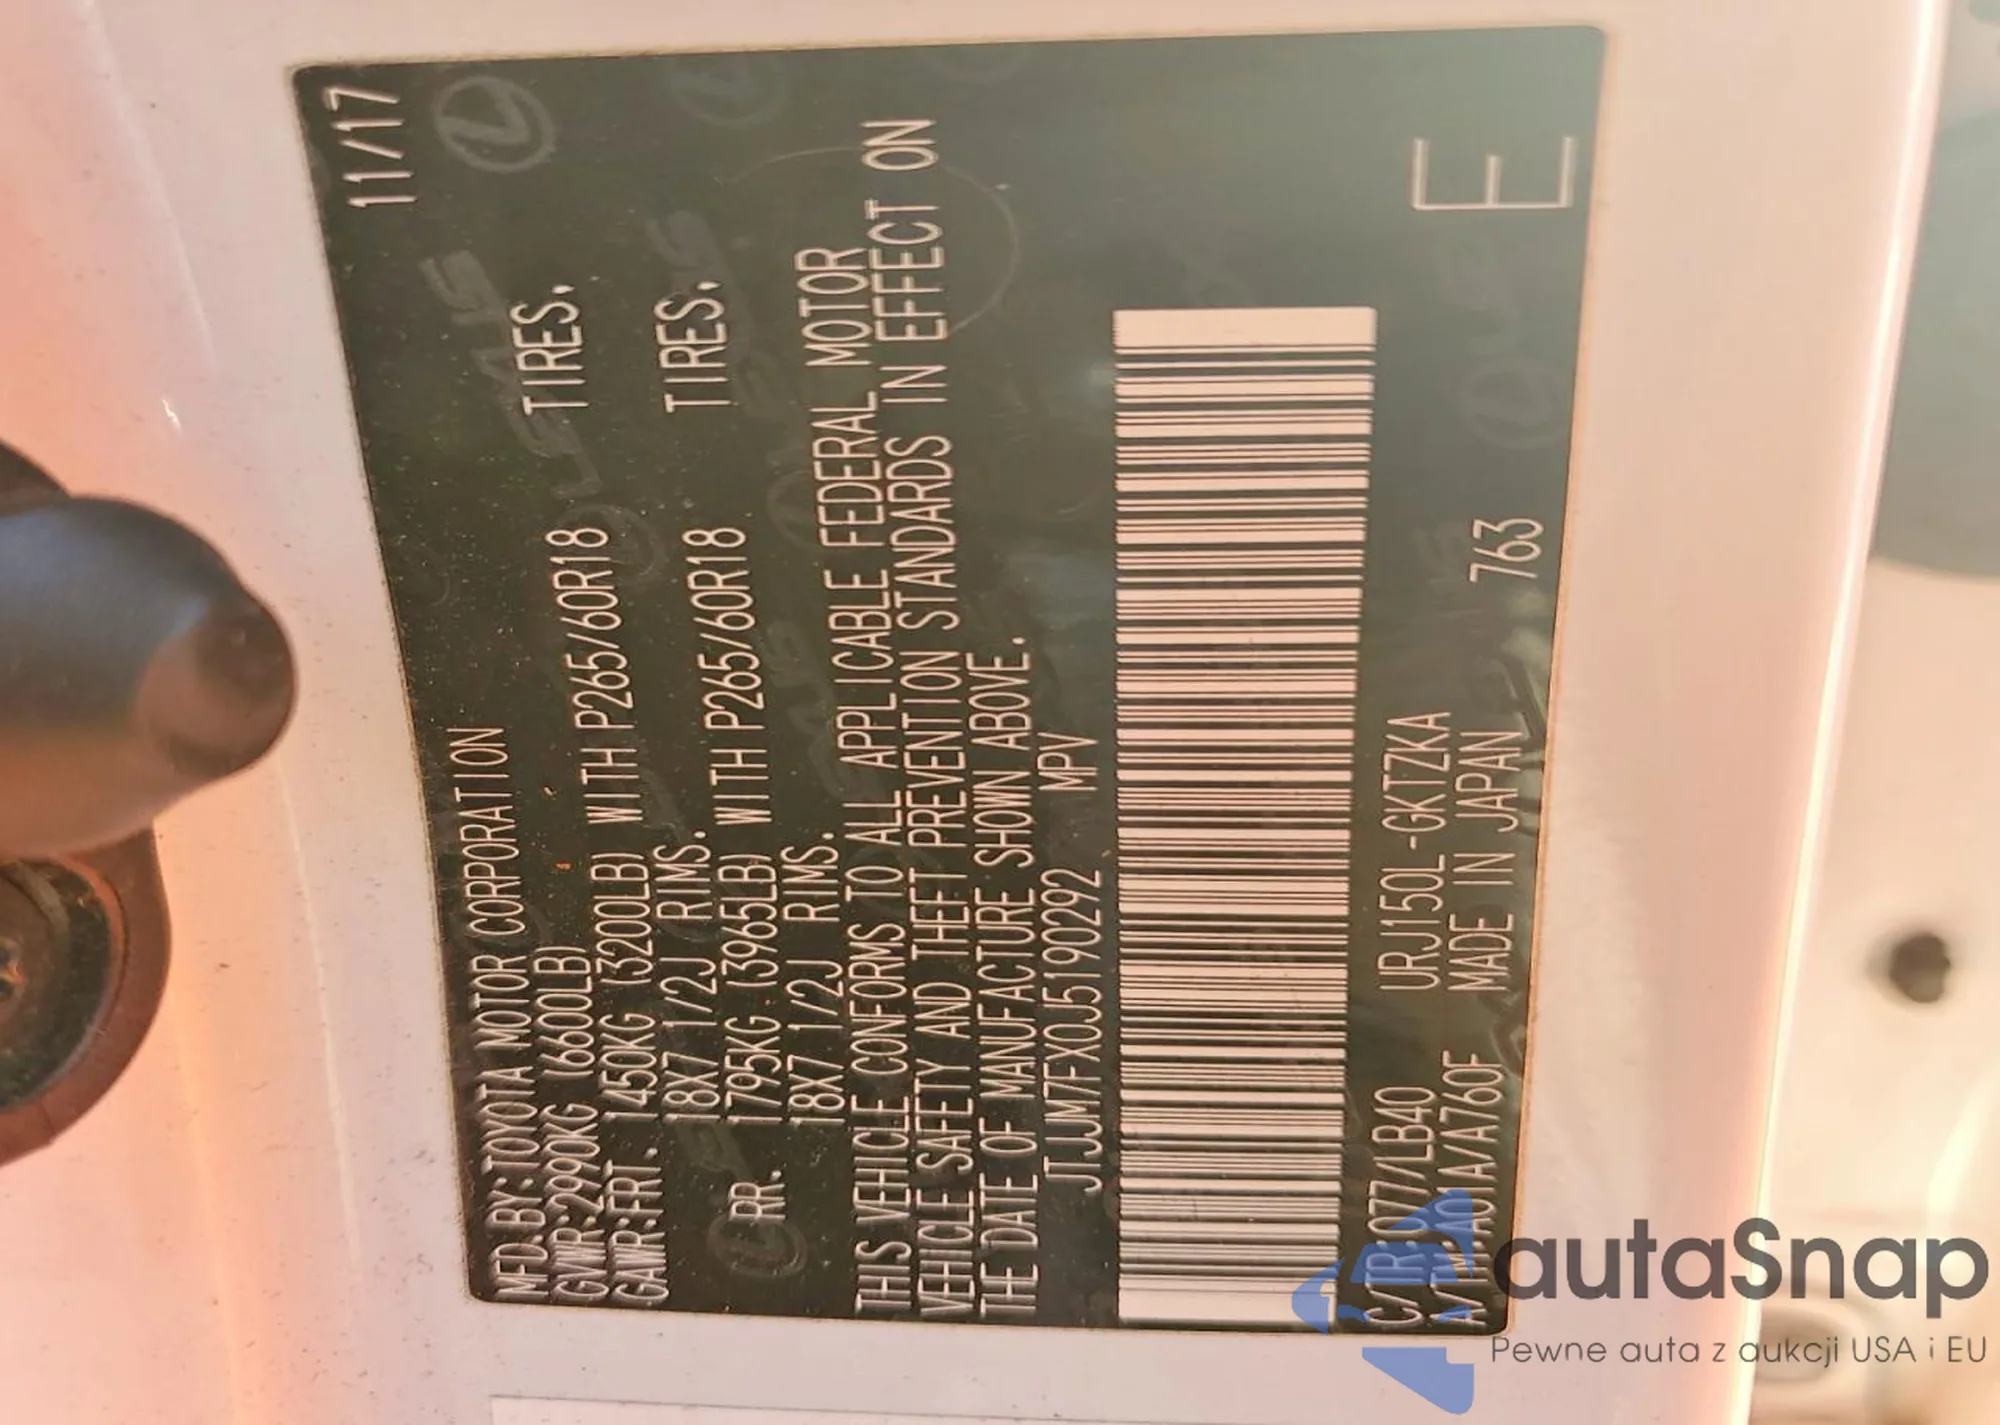 MFD.BY:TOYOTA MOTOR CORPORATION 11/17
GVWR:2990KG (6600LB)
GAWR:FRT. 1450KG (3200LB) WITH P265/60R18 TIRES.
18X7 1/2J RIMS.
RR. 1795KG (3965LB) WITH P265/60R18 TIRES.
18X7 1/2J RIMS.
THIS VEHICLE CONFORMS TO ALL APPLICABLE FEDERAL MOTOR
VEHICLE SAFETY AND THEFT PREVENTION STANDARDS IN EFFECT ON
THE DATE OF MANUFACTURE SHOWN ABOVE.
JTJJM7FX0J5190292 MPV
C/TR:077/LB40 URJ150L-GKTZKA
A/TM:A01A/A760F MADE IN JAPAN 763
E
autaSnap
Pewne auta z aukcji USA i EU